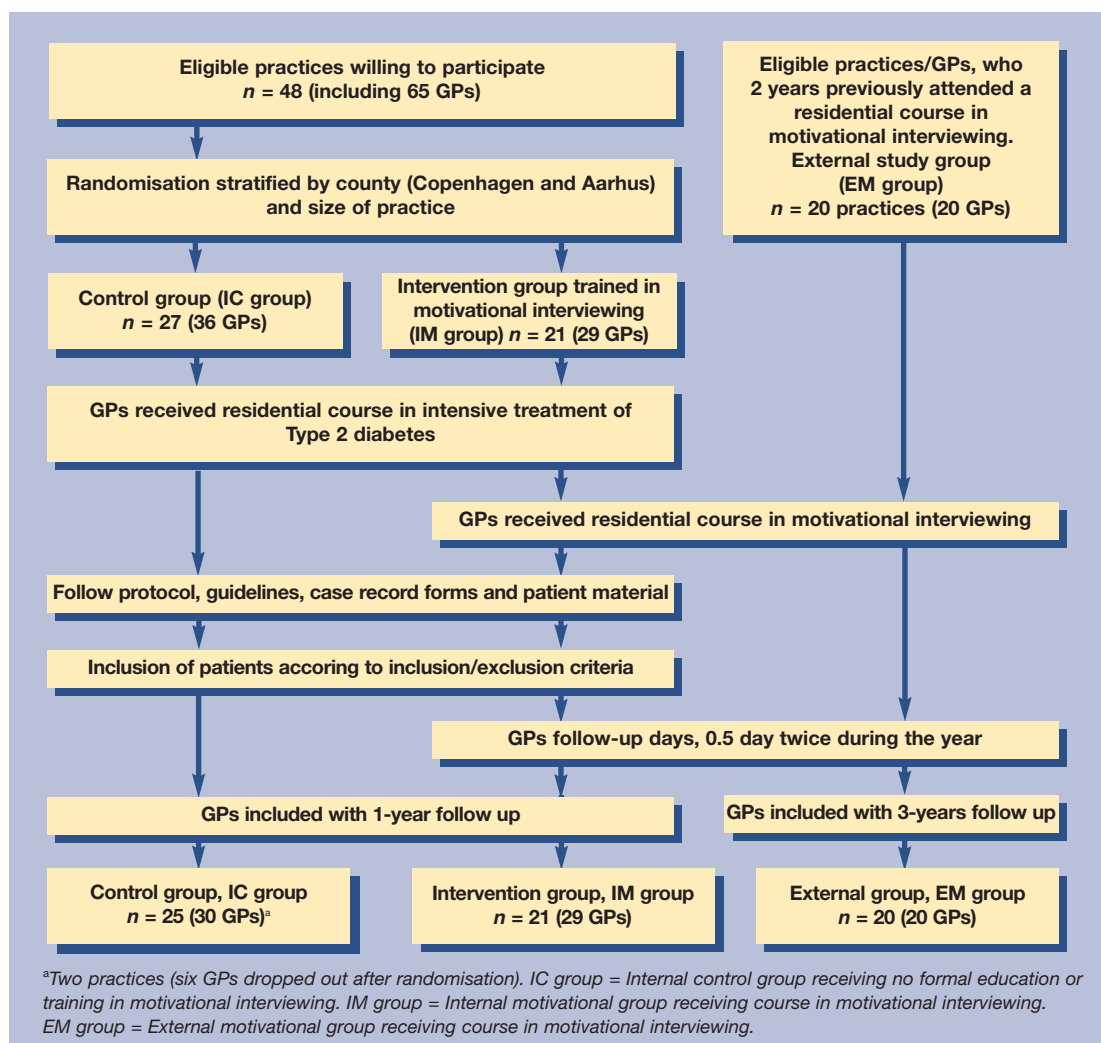 Eligible practices willing to participate
n = 48 (including 65 GPs)
Eligible practices/GPs, who
2 years previously attended a
residential course in
motivational interviewing.
External study group
(EM group)
n = 20 practices (20 GPs)
Randomisation stratified by county (Copenhagen and Aarhus)
and size of practice
Control group (IC group)
n = 27 (36 GPs)
Intervention group trained in
motivational interviewing
(IM group) n = 21 (29 GPs)
GPs received residential course in intensive treatment of
Type 2 diabetes
GPs received residential course in motivational interviewing
Follow protocol, guidelines, case record forms and patient material
Inclusion of patients accoring to inclusion/exclusion criteria
GPs follow-up days, 0.5 day twice during the year
GPs included with 1-year follow up
GPs included with 3-years follow up
Control group, IC group
n = 25 (30 GPs)a
Intervention group, IM group
n = 21 (29 GPs)
External group, EM group
n = 20 (20 GPs)
aTwo practices (six GPs dropped out after randomisation). IC group = Internal control group receiving no formal education or
training in motivational interviewing. IM group = Internal motivational group receiving course in motivational interviewing.
EM group = External motivational group receiving course in motivational interviewing.